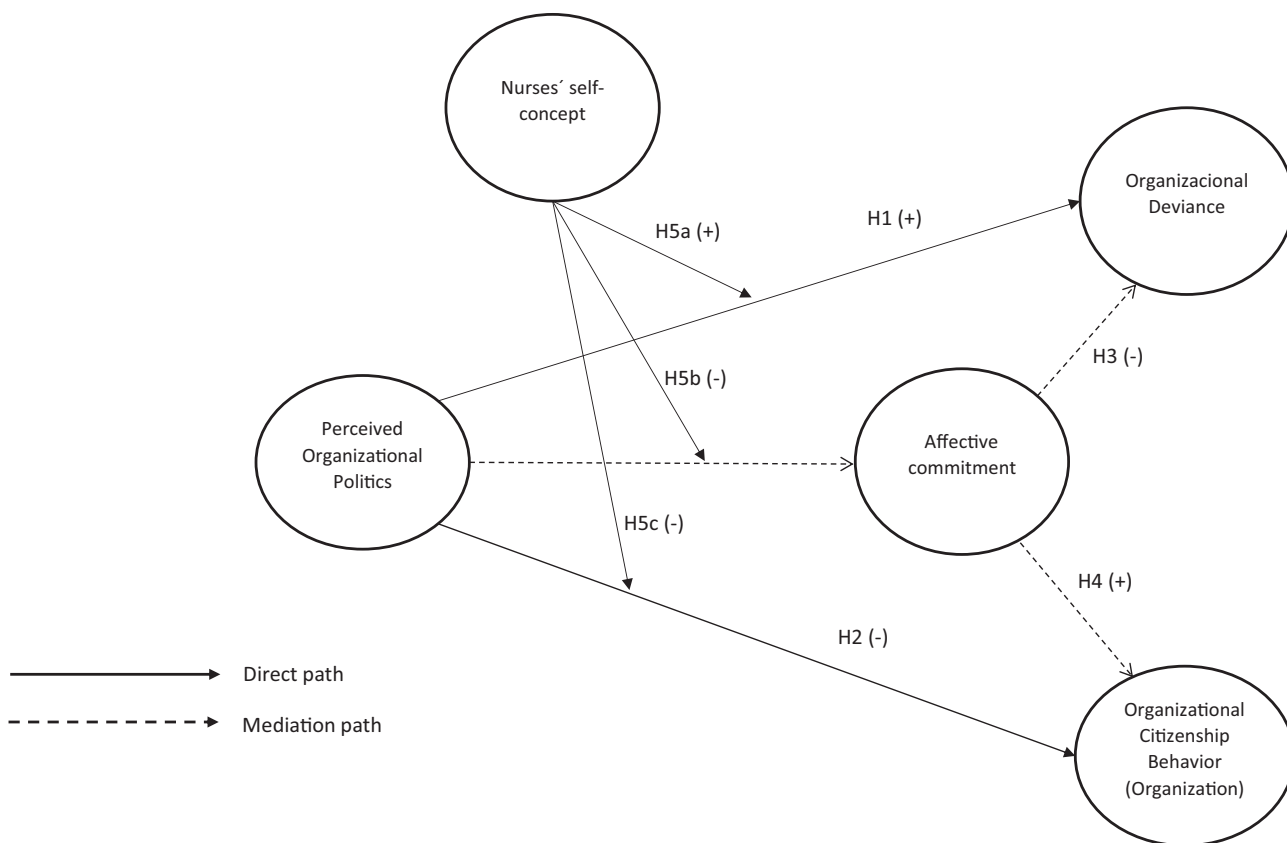 Nurses´ self-
concept
Organizacional
Deviance
H5a (+)
H1 (+)
H3 (-)
H5b (-)
Perceived
Organizational
Politics
Affective
commitment
H5c (-)
H4 (+)
H2 (-)
Direct path
Mediation path
Organizational
Citizenship
Behavior
(Organization)